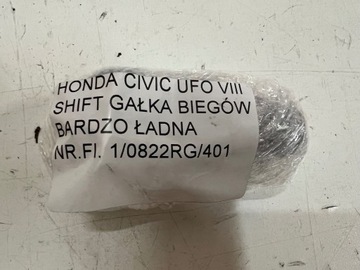 HONDA CIVIC UFO VIII
SHIFT GAŁKA BIEGÓW
BARDZO ŁADNA
NR.FI. 1/0822RG/401